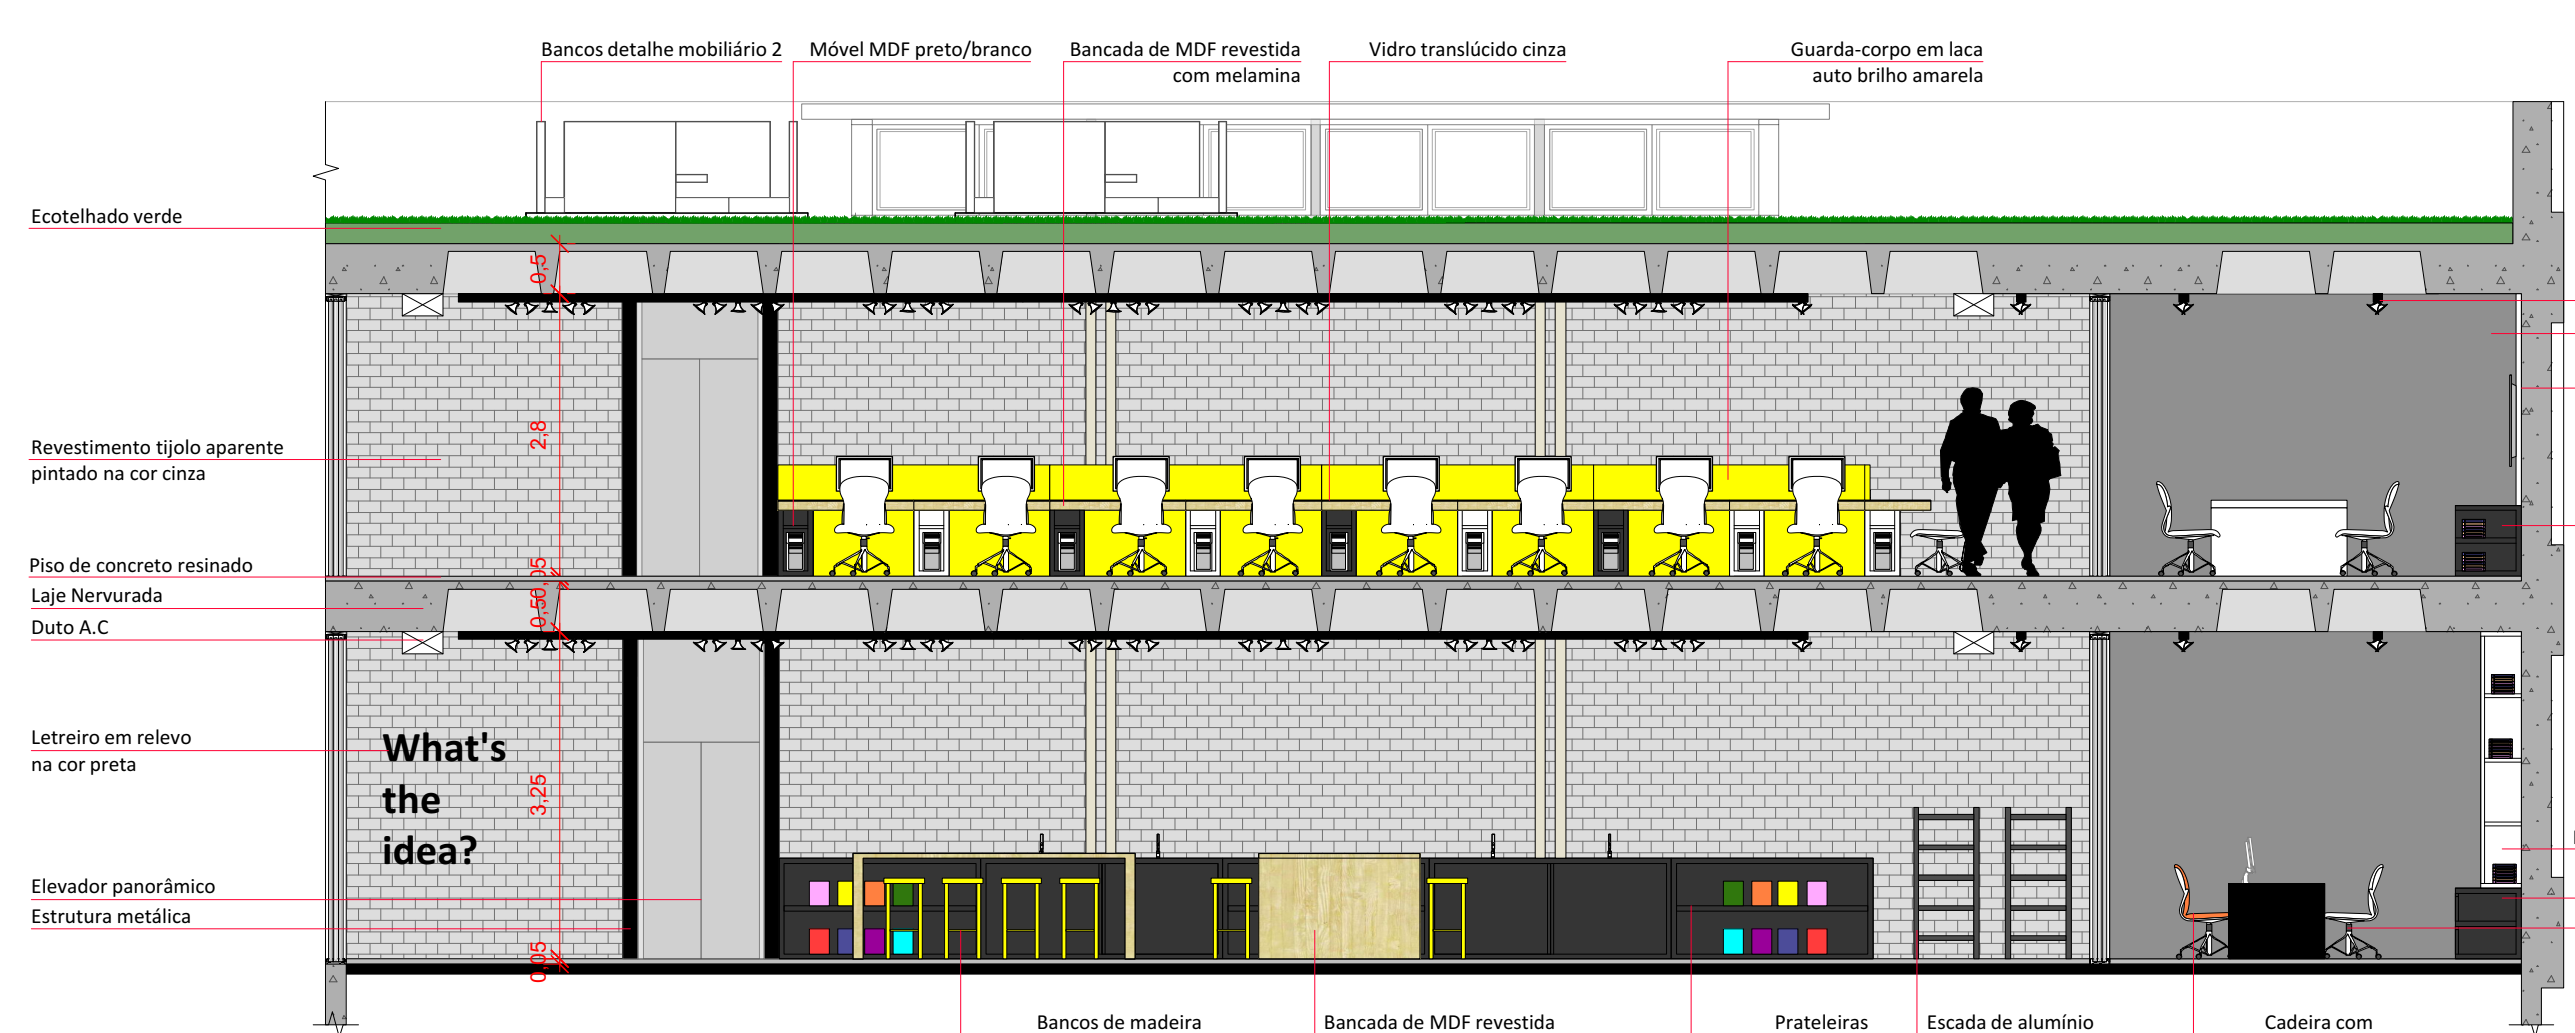 Bancos detalhe mobiliário 2
Móvel MDF preto/branco
Bancada de MDF revestida
com melamina
Vidro translúcido cinza
Guarda-corpo em laca
auto brilho amarela
Ecotelhado verde
0,5
Revestimento tijolo aparente
pintado na cor cinza
2,8
Piso de concreto resinado
0,05
Laje Nervurada
0,5
Duto A.C
Letreiro em relevo
na cor preta
What's
the
idea?
3,25
Elevador panorâmico
Estrutura metálica
0,05
Bancos de madeira
Bancada de MDF revestida
Prateleiras
Escada de alumínio
Cadeira com